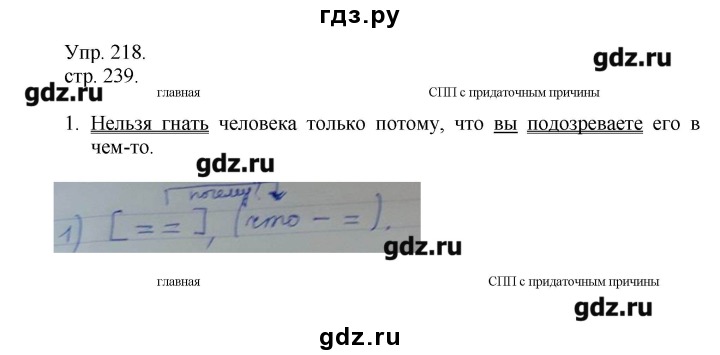 гдз.ру
Упр. 218.
gdz.ru
стр. 239.
gdz.ru
главная СПП с придаточным причины
1. Нельзя гнать человека только потому, что вы подозреваете его в
чем-то.
gdz.ru
почему?
1) [ = = ], (что – = ).
gdz.ru
главная СПП с придаточным причины
gdz.ru
gdz.ru